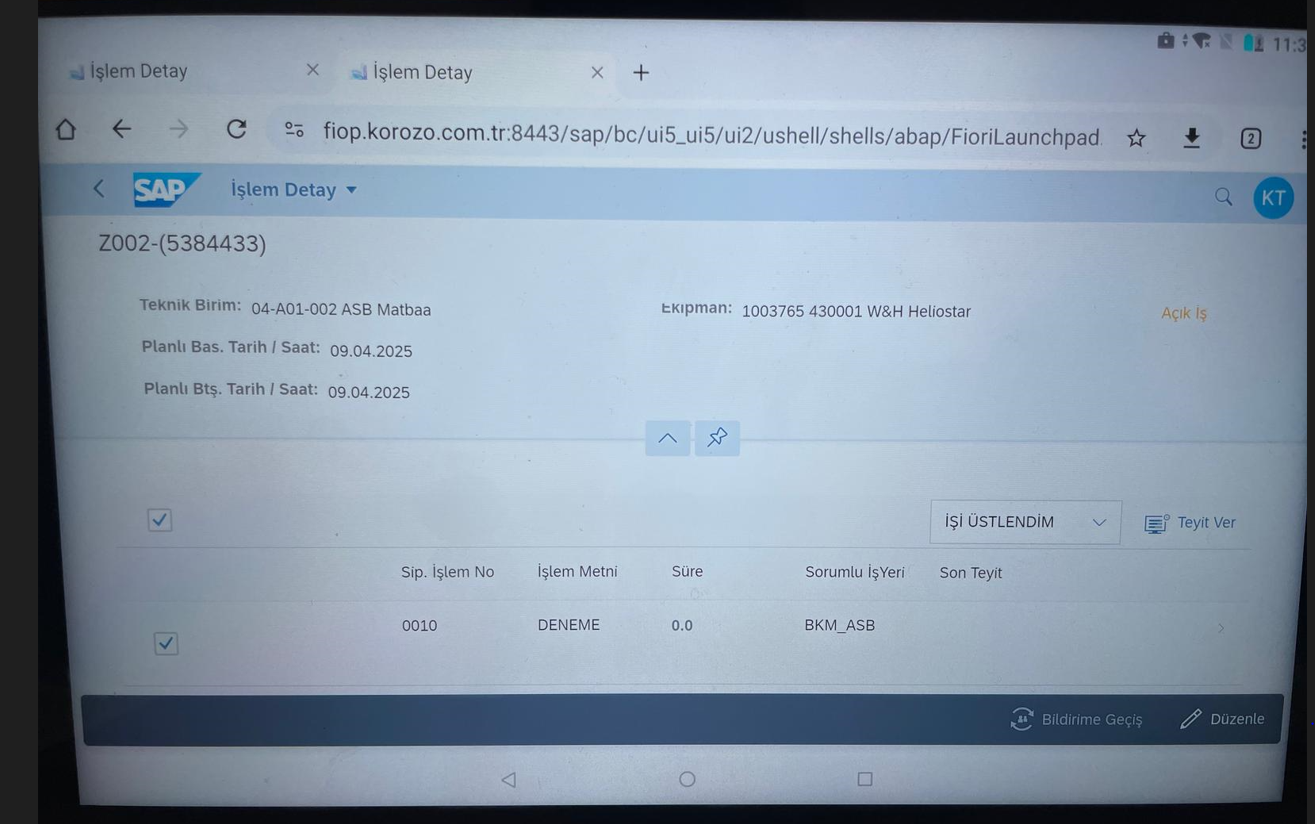 11:3
İşlem Detay
İşlem Detay
fiop.korozo.com.tr:8443/sap/bc/ui5_ui5/ui2/ushell/shells/abap/FioriLaunchpad.
2
SAP İşlem Detay
KT
Z002-(5384433)
Teknik Birim: 04-A01-002 ASB Matbaa
Ekipman: 1003765 430001 W&H Heliostar
Açık İş
Planlı Bas. Tarih / Saat: 09.04.2025
Planlı Btş. Tarih / Saat: 09.04.2025
İŞİ ÜSTLENDİM
Teyit Ver
Sip. İşlem No İşlem Metni Süre Sorumlu İşYeri Son Teyit
0010 DENEME 0.0 BKM_ASB
Bildirime Geçiş
Düzenle